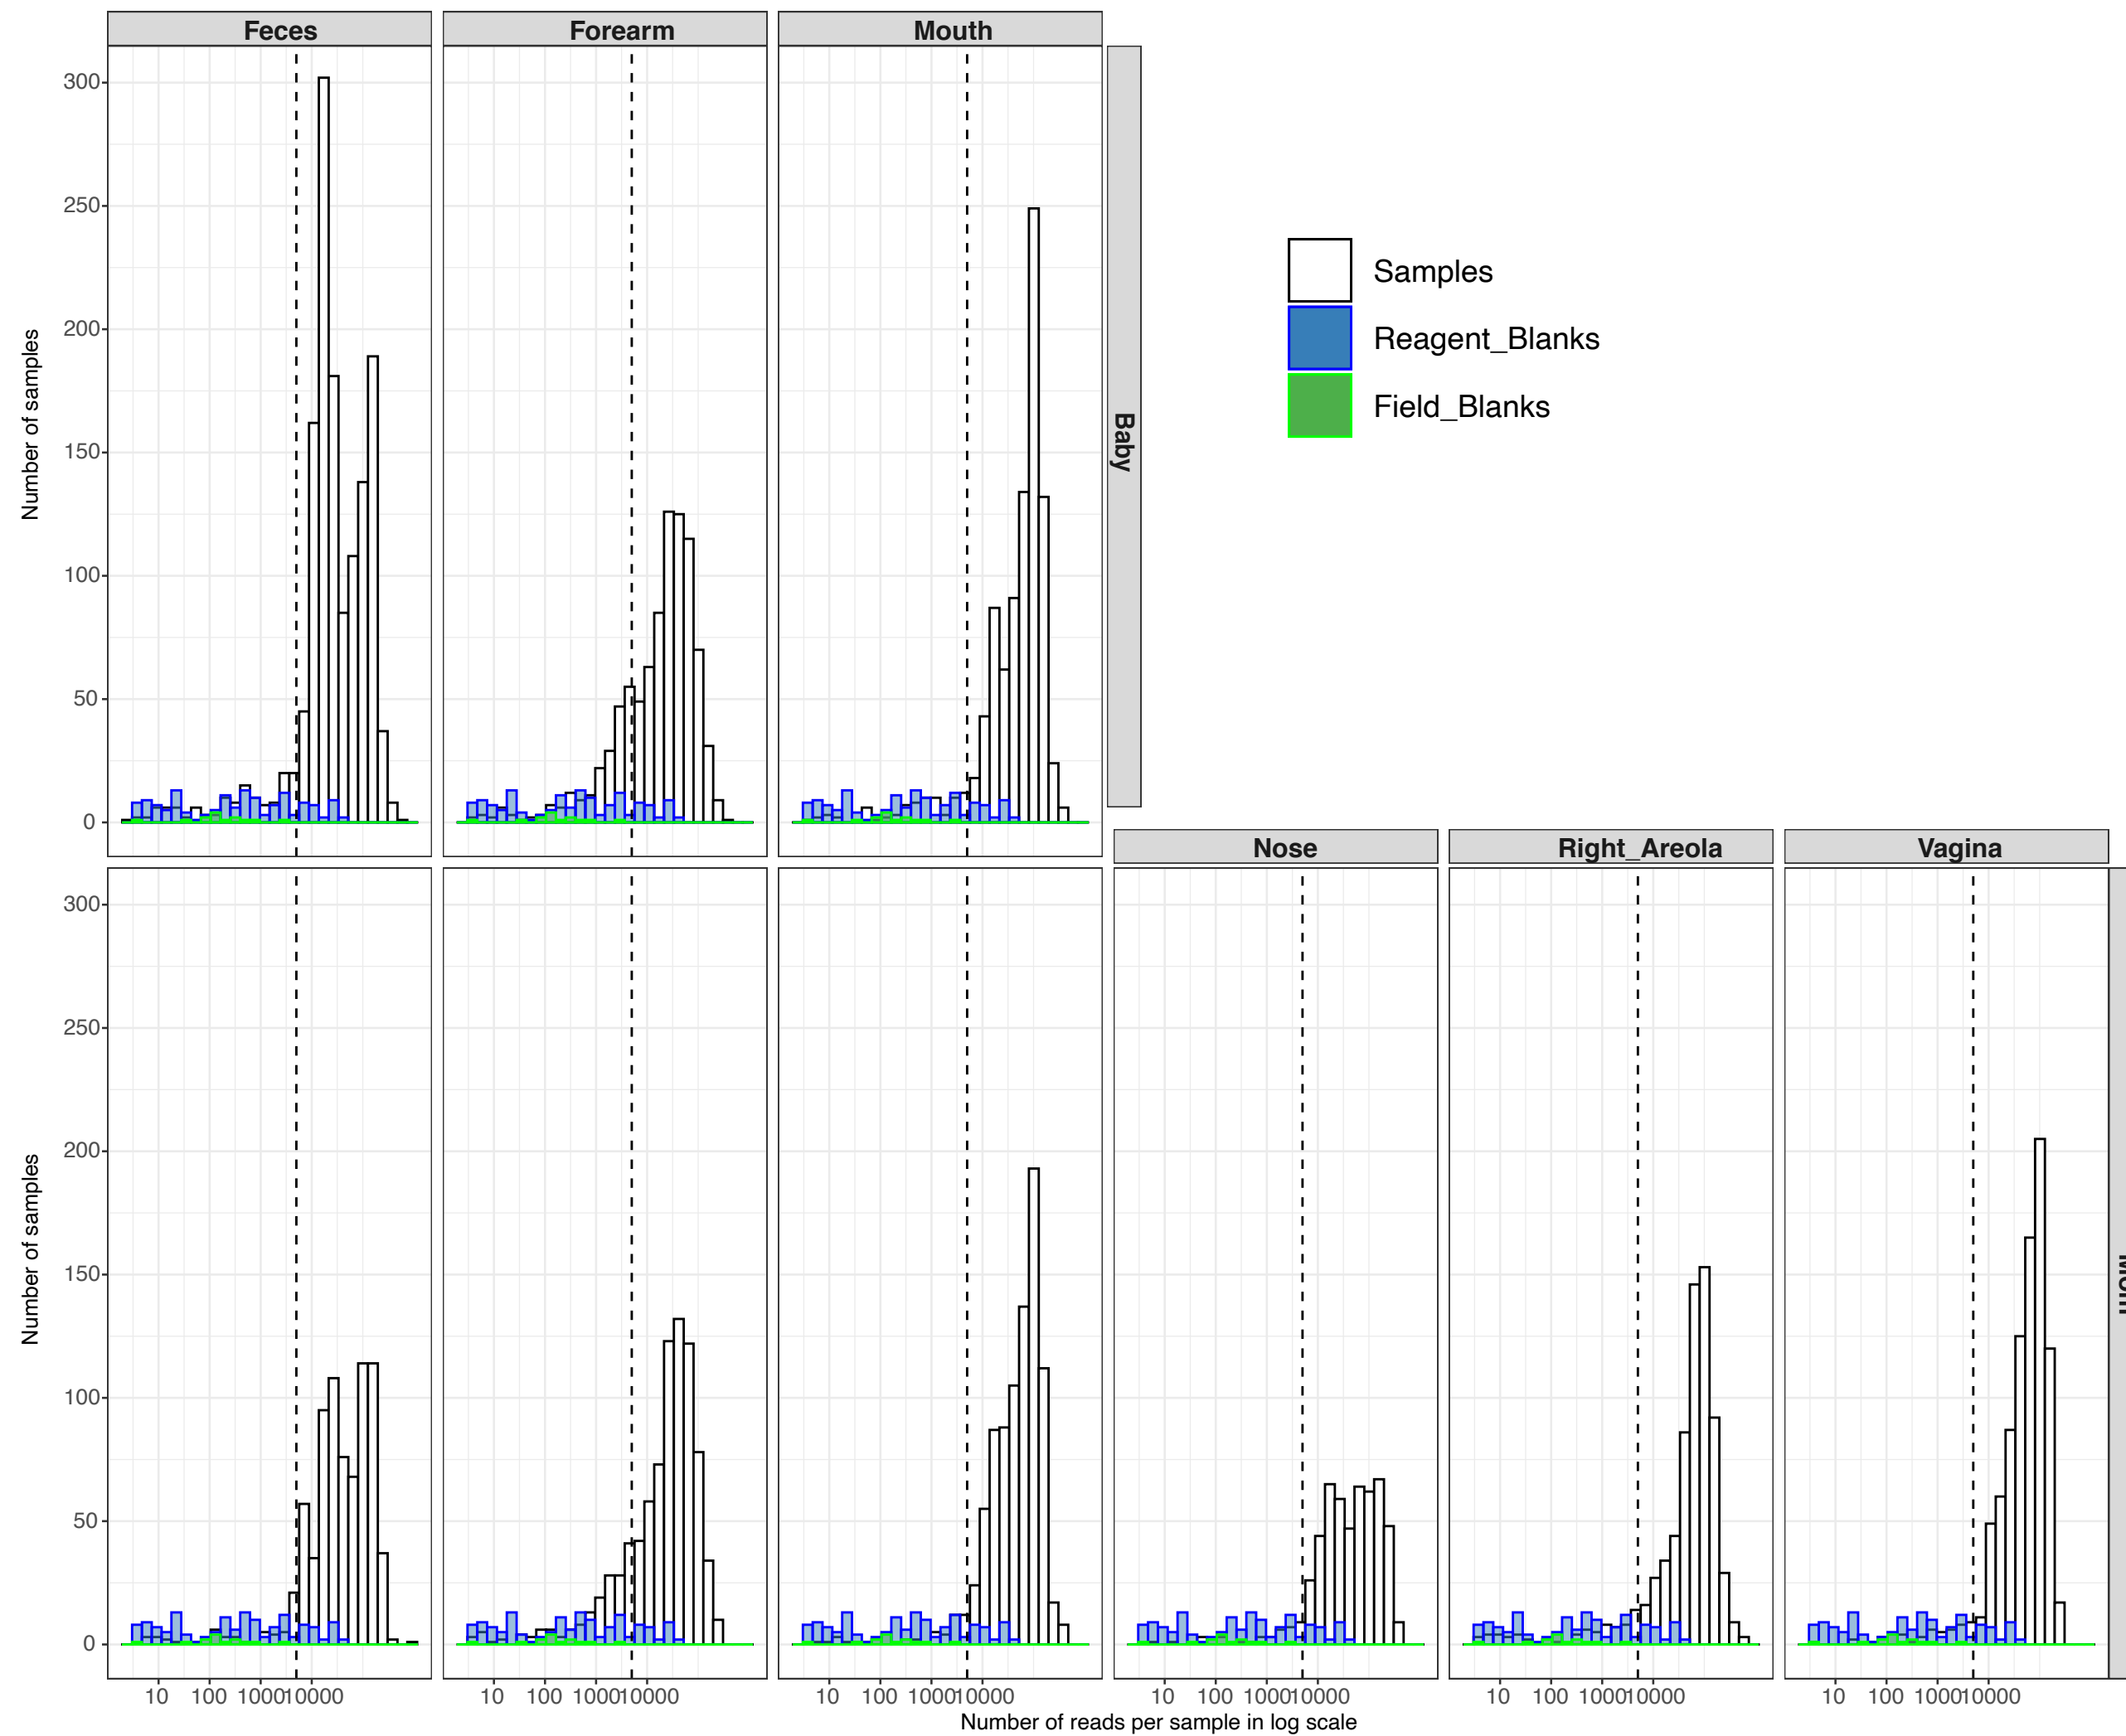 Feces Forearm Mouth
300
250
200
150
100
50
0
Number of samples
Baby
Samples
Reagent_Blanks
Field_Blanks
Nose Right_Areola Vagina
300
250
200
150
100
50
0
Number of samples
Mom
10 100 1000 10000 10 100 1000 10000 10 100 1000 10000 10 100 1000 10000 10 100 1000 10000 10 100 1000 10000
Number of reads per sample in log scale